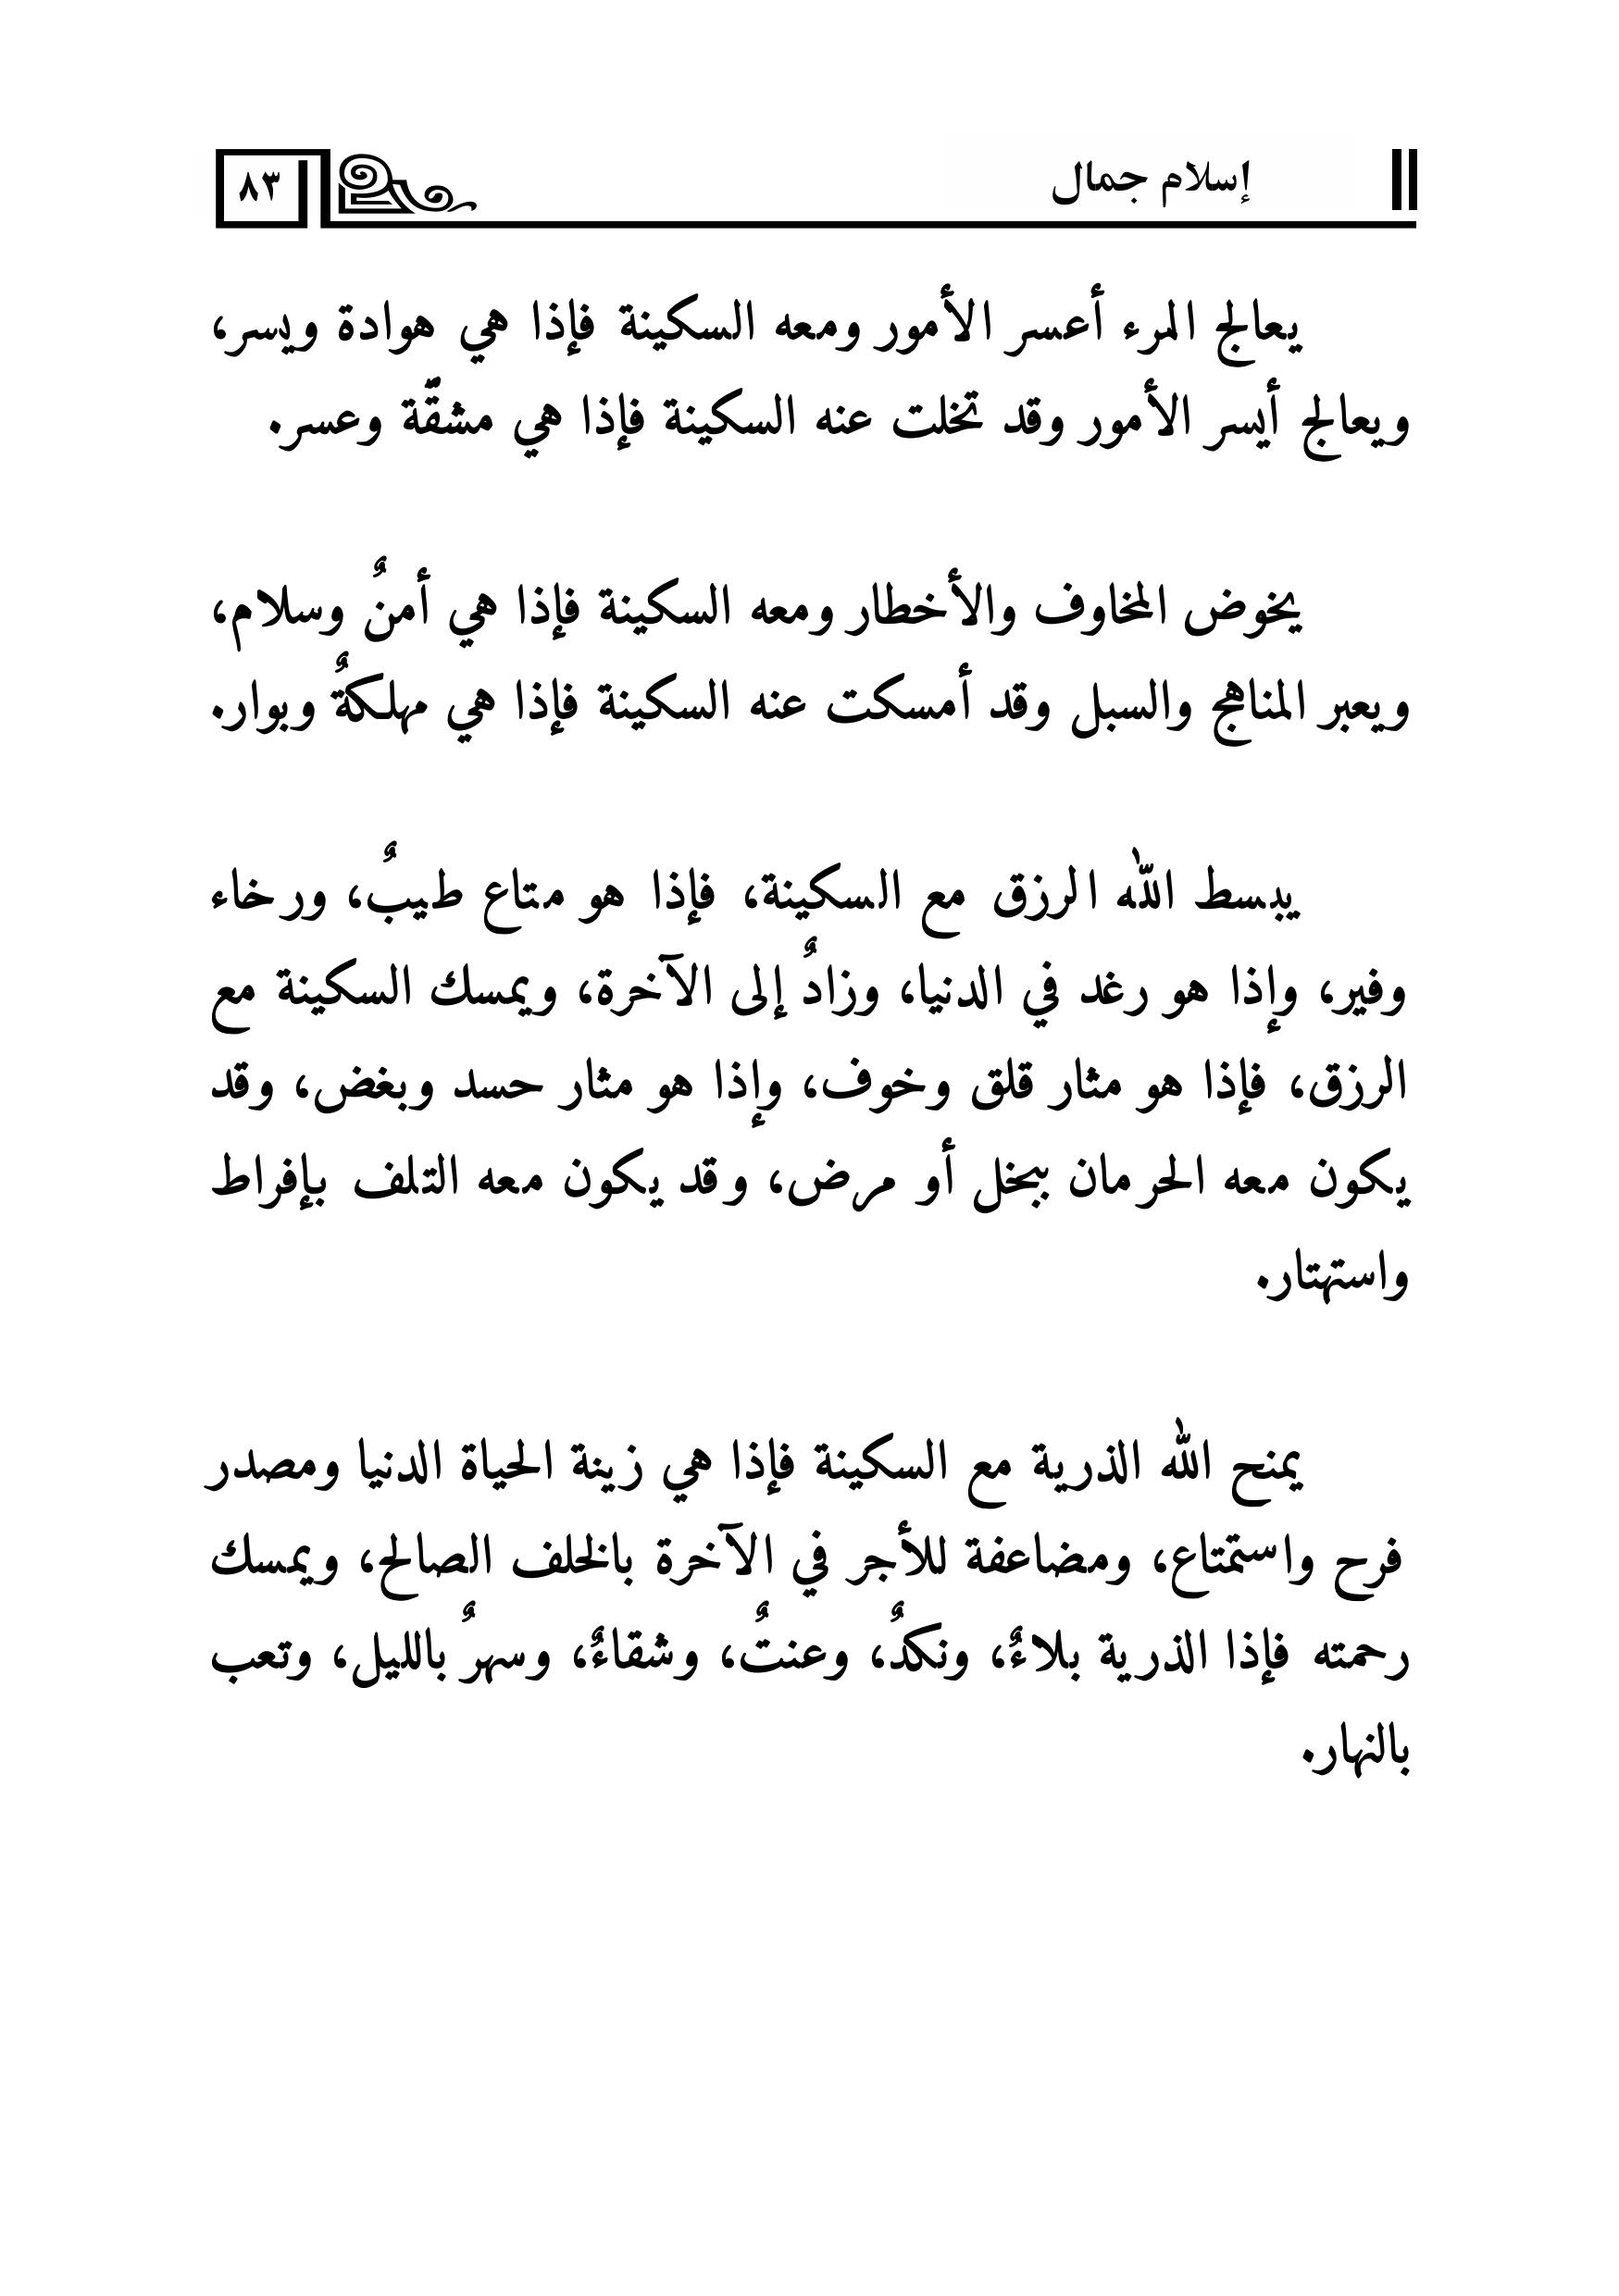 إسلام جمال
٨٣
يعالج المرء أعسر الأمور ومعه السكينة فإذا هي هوادة ويسر،
ويعالج أيسر الأمور وقد تخلت عنه السكينة فإذا هي مشقّة وعسر.
يخوض المخاوف والأخطار ومعه السكينة فإذا هي أمنٌ وسلام،
ويعبر المناهج والسبل وقد أمسكت عنه السكينة فإذا هي مهلكةٌ وبوار.
يبسط الله الرزق مع السكينة، فإذا هو متاع طيبٌ، ورخاء
وفير، وإذا هو رغد في الدنيا، وزادٌ إلى الآخرة، ويمسك السكينة مع
الرزق، فإذا هو مثار قلق وخوف، وإذا هو مثار حسد وبغض، وقد
يكون معه الحرمان ببخل أو مرض، وقد يكون معه التلف بإفراط
واستهتار.
يمنح الله الذرية مع السكينة فإذا هي زينة الحياة الدنيا ومصدر
فرح واستمتاع، ومضاعفة للأجر في الآخرة بالخلف الصالح، ويمسك
رحمته فإذا الذرية بلاءٌ، ونكدٌ، وعنتٌ، وشقاءٌ، وسهرٌ بالليل، وتعب
بالنهار.